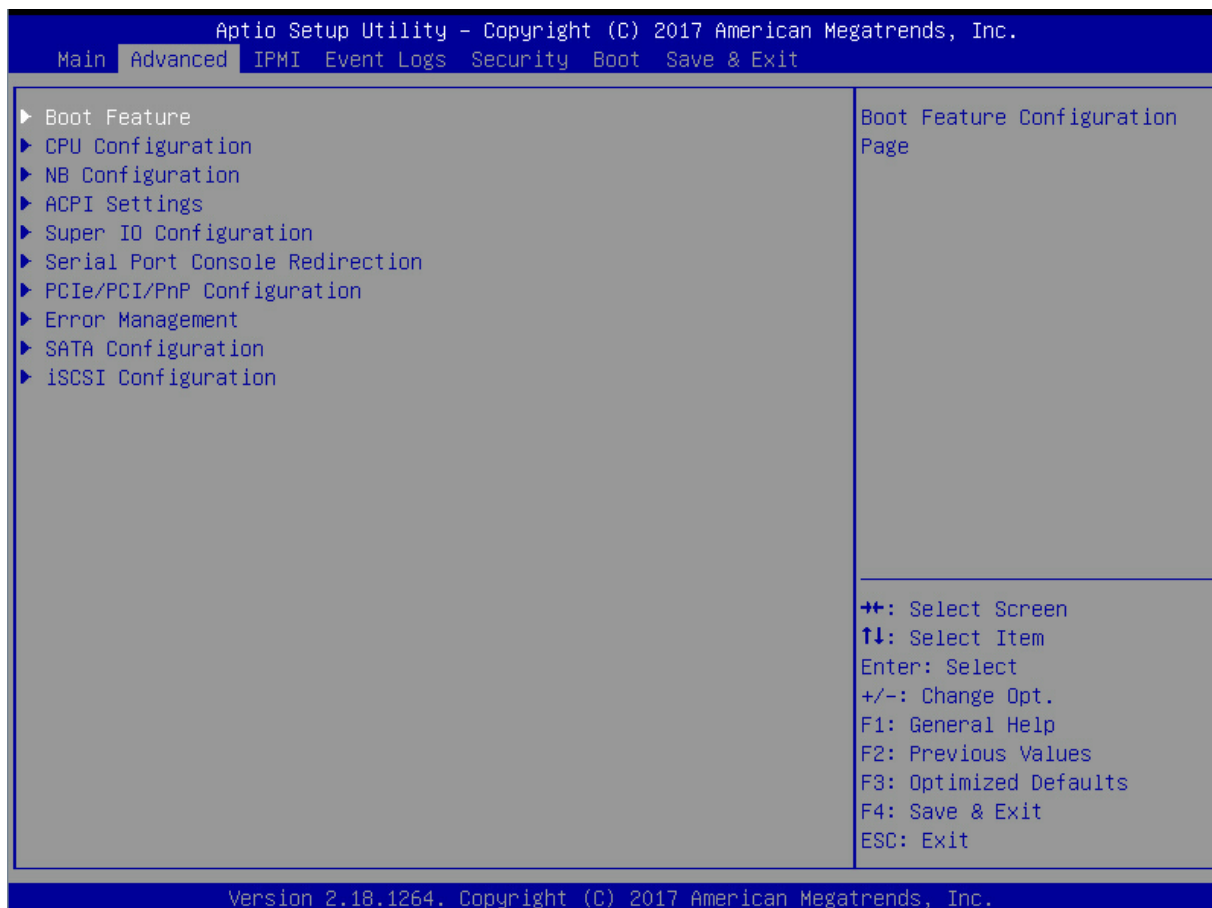 Aptio Setup Utility – Copyright (C) 2017 American Megatrends, Inc.
Main Advanced IPMI Event Logs Security Boot Save & Exit
▶ Boot Feature
▶ CPU Configuration
▶ NB Configuration
▶ ACPI Settings
▶ Super IO Configuration
▶ Serial Port Console Redirection
▶ PCIe/PCI/PnP Configuration
▶ Error Management
▶ SATA Configuration
▶ iSCSI Configuration
Boot Feature Configuration
Page
→←: Select Screen
↑↓: Select Item
Enter: Select
+/-: Change Opt.
F1: General Help
F2: Previous Values
F3: Optimized Defaults
F4: Save & Exit
ESC: Exit
Version 2.18.1264. Copyright (C) 2017 American Megatrends, Inc.